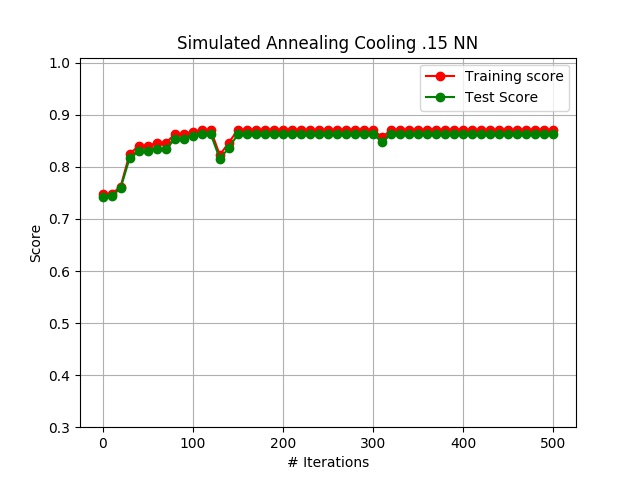 Simulated Annealing Cooling .15 NN
1.0
Training score
Test Score
0.9
0.8
0.7
0.6
0.5
0.4
0.3
Score
0 100 200 300 400 500
# Iterations